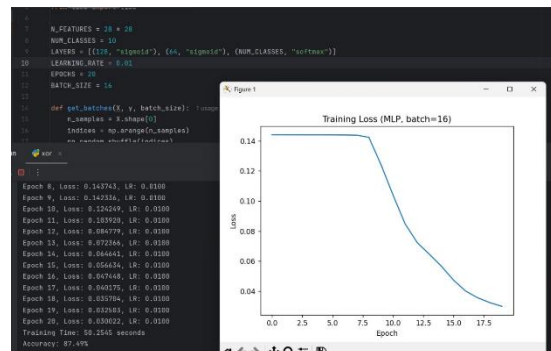 N_FEATURES = 28 * 28
NUM_CLASSES = 10
LAYERS = [(128, "sigmoid"), (64, "sigmoid"), (NUM_CLASSES, "softmax")]
LEARNING_RATE = 0.01
EPOCHS = 20
BATCH_SIZE = 16
def get_batches(X, y, batch_size):
n_samples = X.shape[0]
indices = np.arange(n_samples)
np.random.shuffle(indices)
xor
Epoch 8, Loss: 0.143743, LR: 0.0100
Epoch 9, Loss: 0.142336, LR: 0.0100
Epoch 10, Loss: 0.124249, LR: 0.0100
Epoch 11, Loss: 0.103920, LR: 0.0100
Epoch 12, Loss: 0.084779, LR: 0.0100
Epoch 13, Loss: 0.072366, LR: 0.0100
Epoch 14, Loss: 0.064641, LR: 0.0100
Epoch 15, Loss: 0.056634, LR: 0.0100
Epoch 16, Loss: 0.047448, LR: 0.0100
Epoch 17, Loss: 0.040175, LR: 0.0100
Epoch 18, Loss: 0.035784, LR: 0.0100
Epoch 19, Loss: 0.032503, LR: 0.0100
Epoch 20, Loss: 0.030022, LR: 0.0100
Training Time: 58.2545 seconds
Accuracy: 87.49%
Figure 1
Training Loss (MLP, batch=16)
0.14
0.12
0.10
0.08
0.06
0.04
Loss
0.0 2.5 5.0 7.5 10.0 12.5 15.0 17.5
Epoch